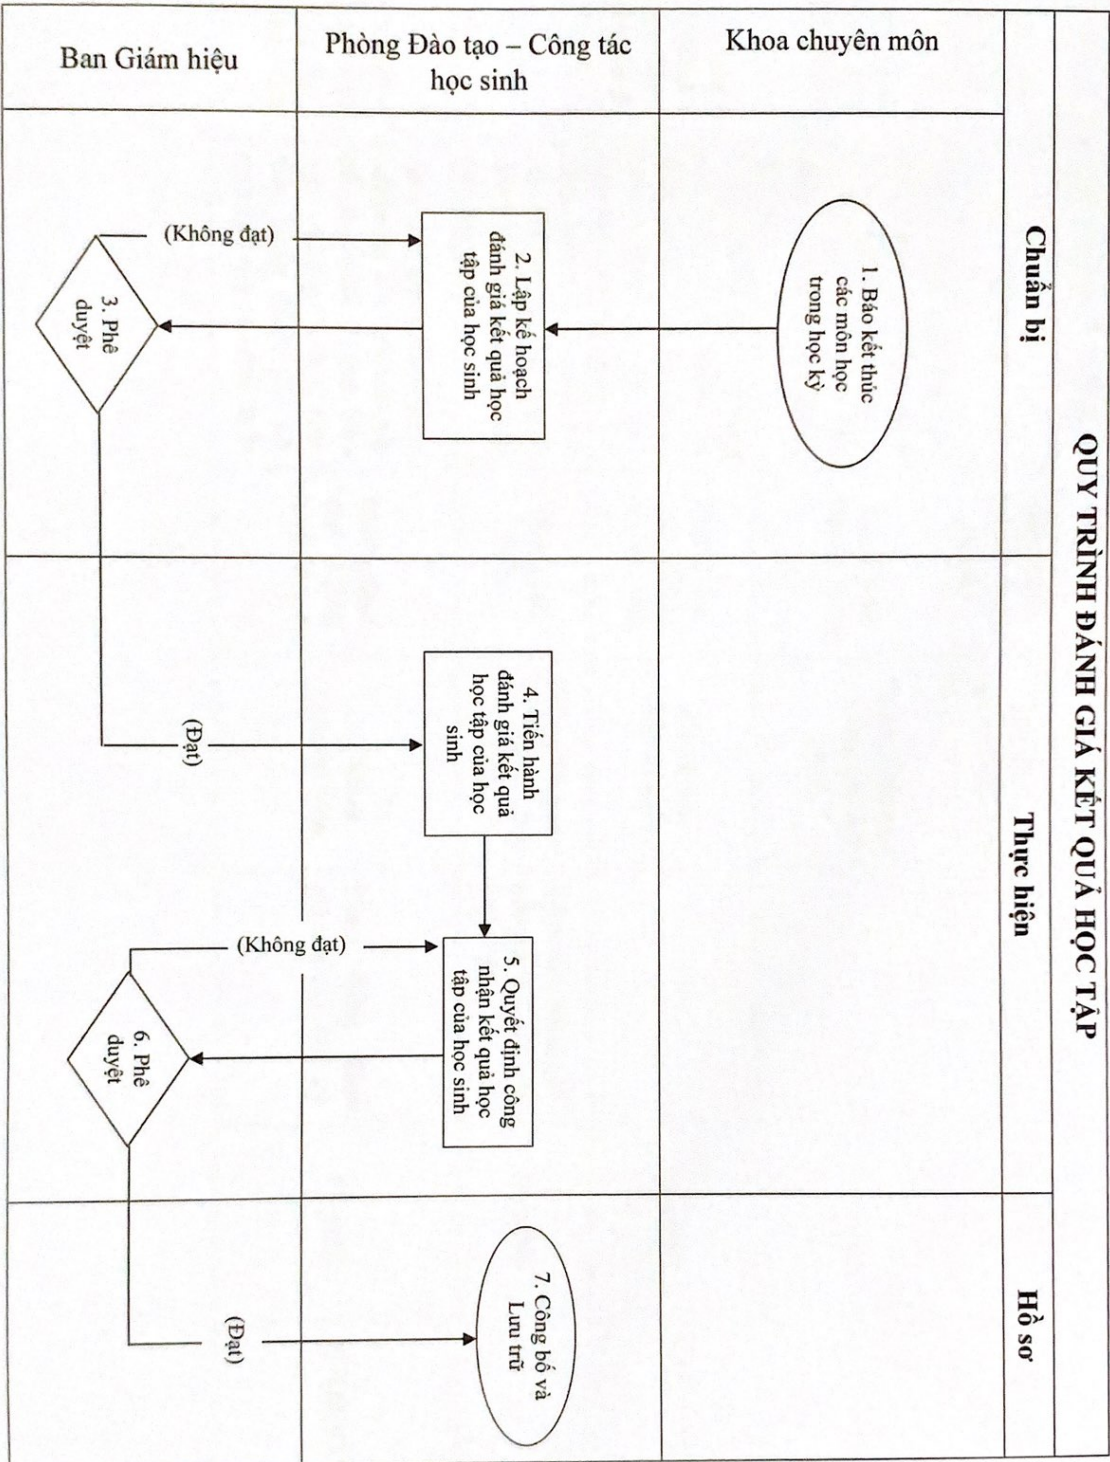 QUY TRÌNH ĐÁNH GIÁ KẾT QUẢ HỌC TẬP
Chuẩn bị
Thực hiện
Hồ sơ
Khoa chuyên môn
Phòng Đào tạo – Công tác
học sinh
Ban Giám hiệu
1. Báo kết thúc
các môn học
trong học kỳ
2. Lập kế hoạch
đánh giá kết quả học
tập của học sinh
(Không đạt)
3. Phê
duyệt
(Đạt)
4. Tiến hành
đánh giá kết quả
học tập của học
sinh
5. Quyết định công
nhận kết quả học
tập của học sinh
(Không đạt)
6. Phê
duyệt
(Đạt)
7. Công bố và
Lưu trữ